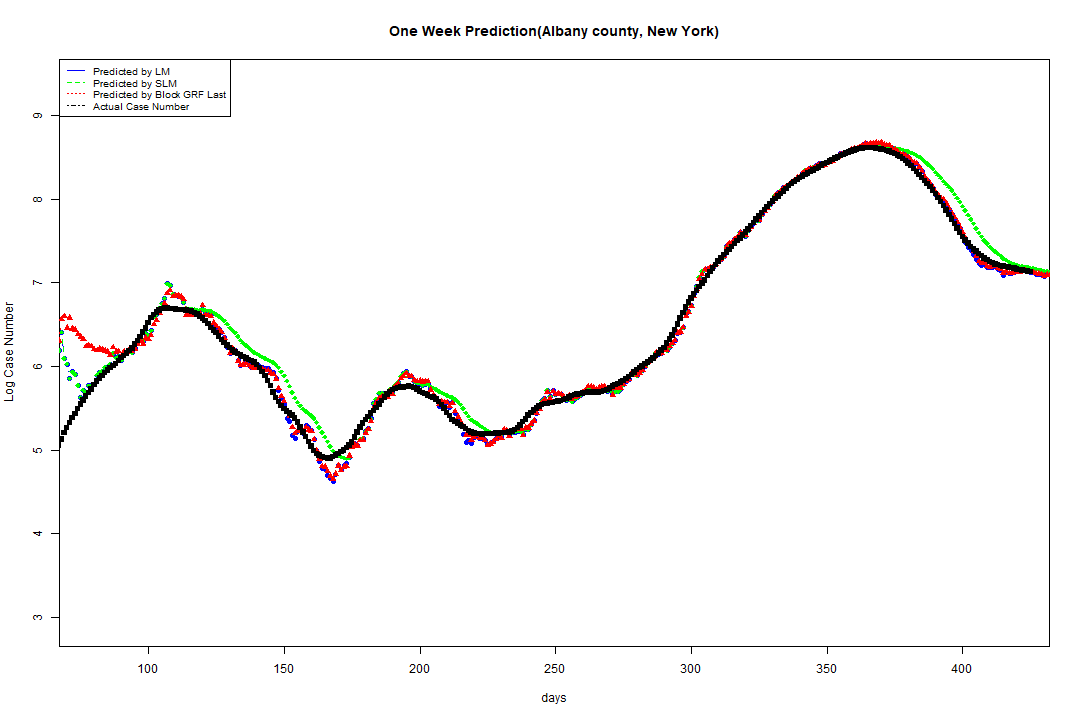 One Week Prediction(Albany county, New York)
Predicted by LM
Predicted by SLM
Predicted by Block GRF Last
Actual Case Number
Log Case Number
9
8
7
6
5
4
3
100 150 200 250 300 350 400
days